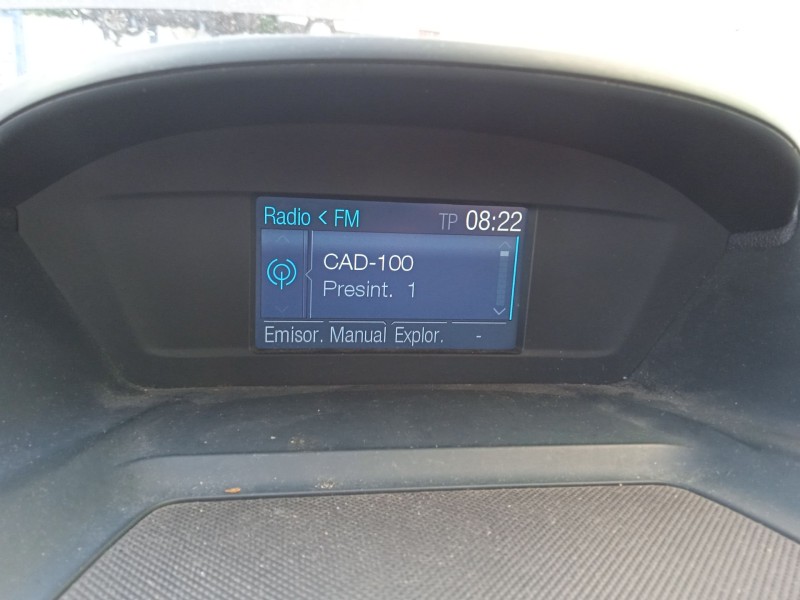 Radio < FM TP 08:22
CAD-100
Presint. 1
Emisor. Manual Explor. -